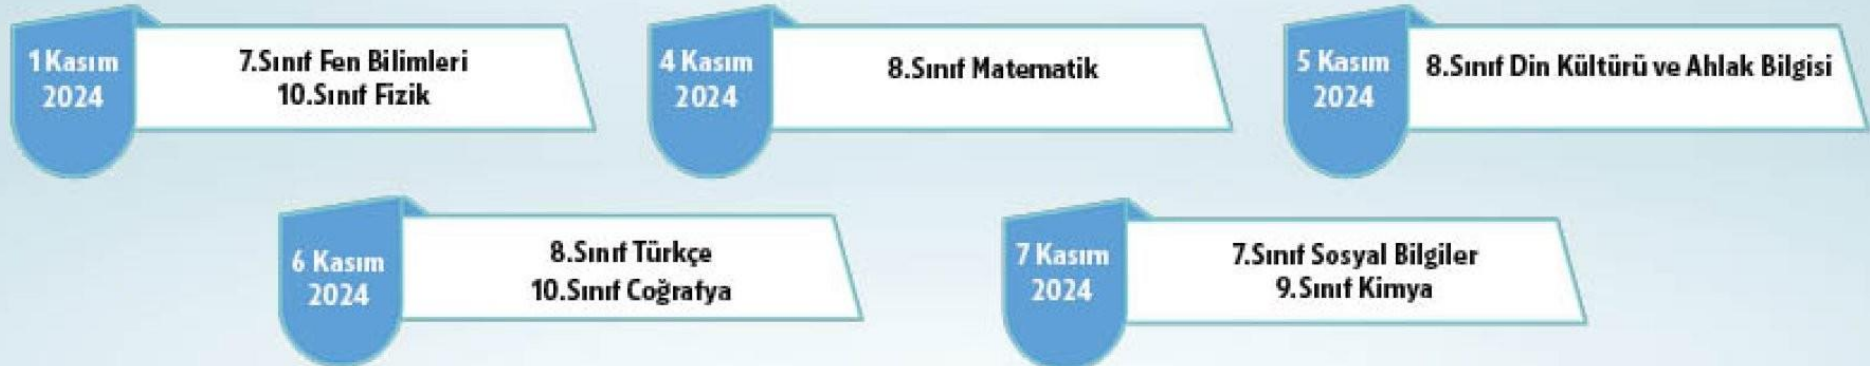 1 Kasım
2024
7.Sınıf Fen Bilimleri
10.Sınıf Fizik
4 Kasım
2024
8.Sınıf Matematik
5 Kasım
2024
8.Sınıf Din Kültürü ve Ahlak Bilgisi
6 Kasım
2024
8.Sınıf Türkçe
10.Sınıf Coğrafya
7 Kasım
2024
7.Sınıf Sosyal Bilgiler
9.Sınıf Kimya